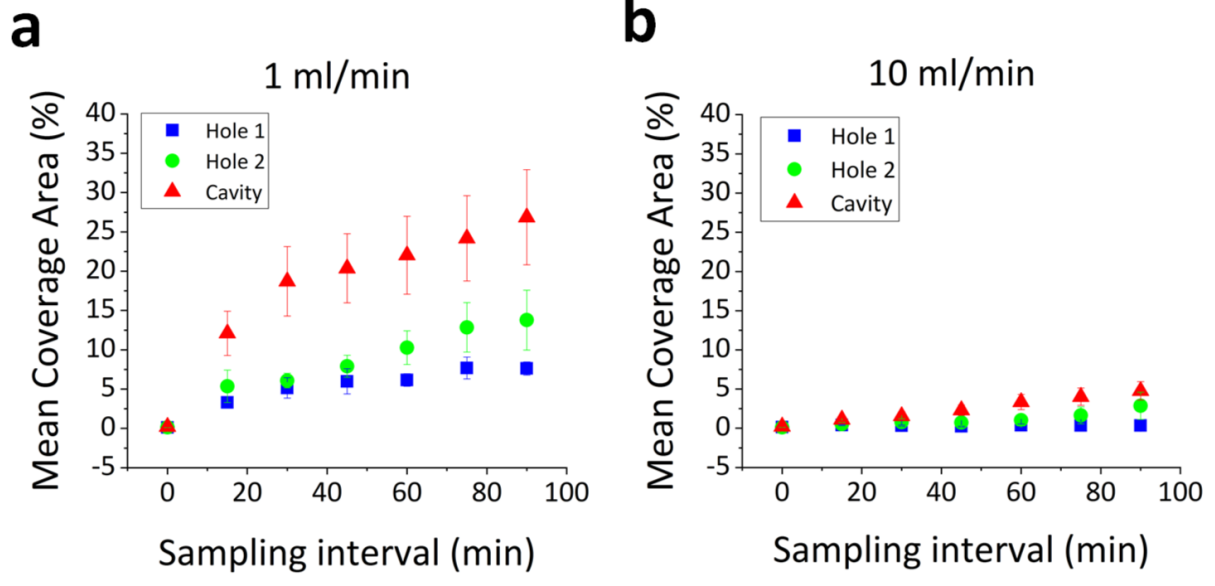 a
1 ml/min
Mean Coverage Area (%)
40
35
30
25
20
15
10
5
0
-5
Hole 1
Hole 2
Cavity
0 20 40 60 80 100
Sampling interval (min)
b
10 ml/min
Mean Coverage Area (%)
40
35
30
25
20
15
10
5
0
-5
Hole 1
Hole 2
Cavity
0 20 40 60 80 100
Sampling interval (min)